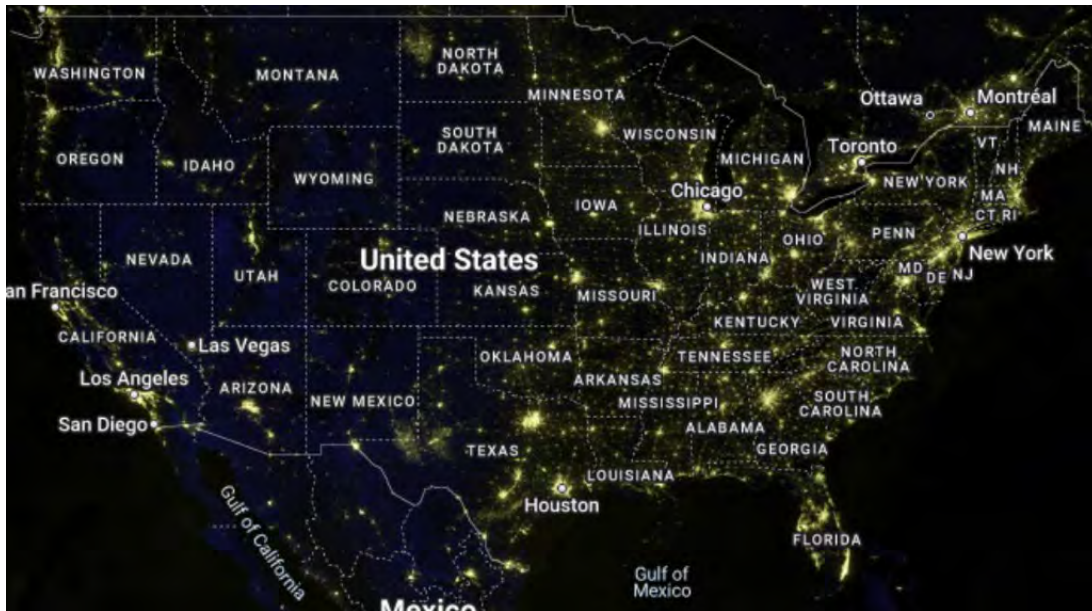 NORTH
DAKOTA
WASHINGTON
MONTANA
MINNESOTA
Ottawa
Montréal
MAINE
SOUTH
DAKOTA
WISCONSIN
Toronto
VT
OREGON
IDAHO
MICHIGAN
NH
WYOMING
NEW YORK
Chicago
MA
IOWA
CT RI
NEBRASKA
ILLINOIS
PENN
OHIO
New York
NEVADA
United States
INDIANA
UTAH
MD
DE
NJ
COLORADO
KANSAS
MISSOURI
WEST
VIRGINIA
an Francisco
KENTUCKY
VIRGINIA
CALIFORNIA
Las Vegas
OKLAHOMA
TENNESSEE
NORTH
CAROLINA
Los Angeles
ARIZONA
ARKANSAS
NEW MEXICO
MISSISSIPPI
SOUTH
CAROLINA
San Diego
ALABAMA
TEXAS
GEORGIA
LOUISIANA
Houston
Gulf of California
FLORIDA
Gulf of
Mexico
Mexico